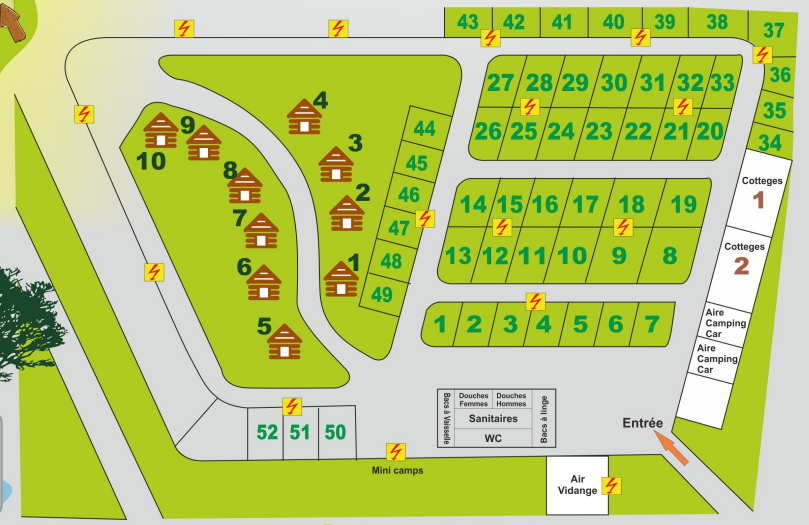 43 42 41 40 39 38 37
36
35
34
27 28 29 30 31 32 33
26 25 24 23 22 21 20
4
9
10
3
8
2
7
6
1
5
44
45
46
47
48
49
14 15 16 17 18 19
13 12 11 10 9 8
1 2 3 4 5 6 7
Cotteges
1
Cotteges
2
Aire
Camping
Car
Aire
Camping
Car
52 51 50
Bacs à Vaisselle
Douches
Femmes
Douches
Hommes
Sanitaires
WC
Bacs à linge
Entrée
Mini camps
Air
Vidange